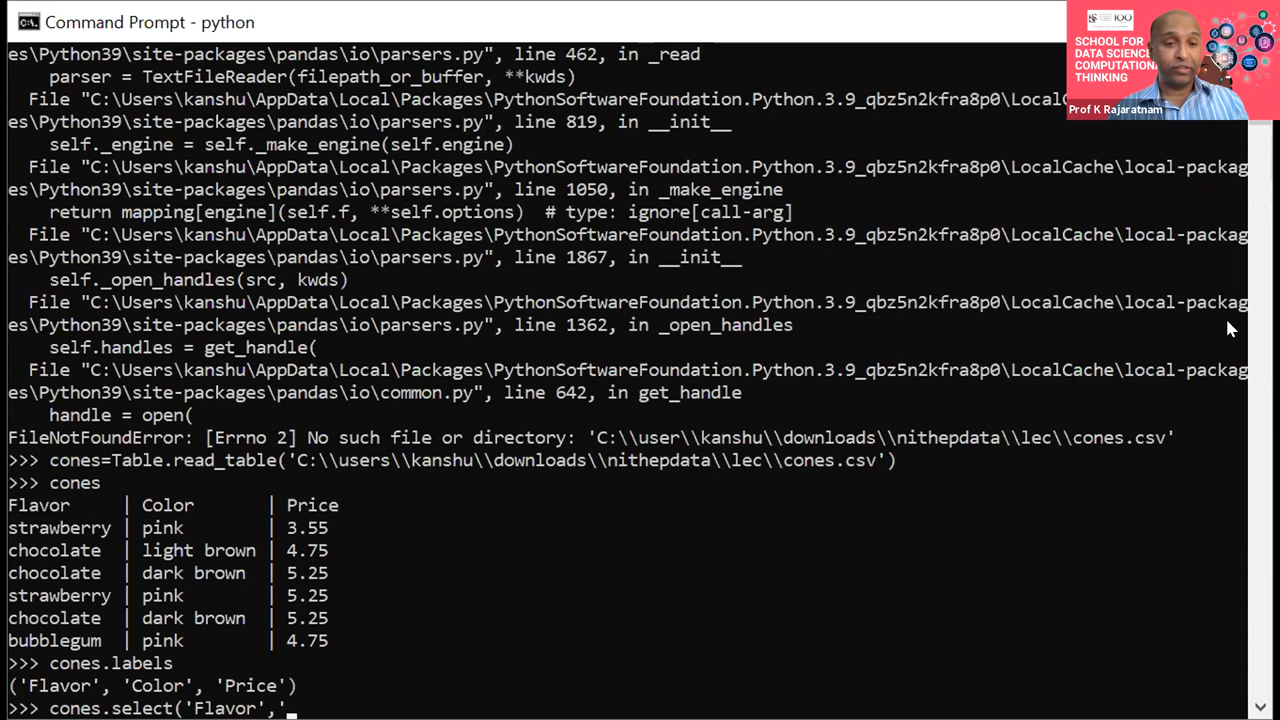 Command Prompt - python
es\Python39\site-packages\pandas\io\parsers.py", line 462, in _read
parser = TextFileReader(filepath_or_buffer, **kwds)
File "C:\Users\kanshu\AppData\Local\Packages\PythonSoftwareFoundation.Python.3.9_qbz5n2kfra8p0\LocalC
es\Python39\site-packages\pandas\io\parsers.py", line 819, in __init__
self._engine = self._make_engine(self.engine)
File "C:\Users\kanshu\AppData\Local\Packages\PythonSoftwareFoundation.Python.3.9_qbz5n2kfra8p0\LocalCache\local-packag
es\Python39\site-packages\pandas\io\parsers.py", line 1050, in _make_engine
return mapping[engine](self.f, **self.options)  # type: ignore[call-arg]
File "C:\Users\kanshu\AppData\Local\Packages\PythonSoftwareFoundation.Python.3.9_qbz5n2kfra8p0\LocalCache\local-packag
es\Python39\site-packages\pandas\io\parsers.py", line 1867, in __init__
self._open_handles(src, kwds)
File "C:\Users\kanshu\AppData\Local\Packages\PythonSoftwareFoundation.Python.3.9_qbz5n2kfra8p0\LocalCache\local-packag
es\Python39\site-packages\pandas\io\parsers.py", line 1362, in _open_handles
self.handles = get_handle(
File "C:\Users\kanshu\AppData\Local\Packages\PythonSoftwareFoundation.Python.3.9_qbz5n2kfra8p0\LocalCache\local-packag
es\Python39\site-packages\pandas\io\common.py", line 642, in get_handle
handle = open(
FileNotFoundError: [Errno 2] No such file or directory: 'C:\\user\\kanshu\\downloads\\nithepdata\\lec\\cones.csv'
>>> cones=Table.read_table('C:\\users\\kanshu\\downloads\\nithepdata\\lec\\cones.csv')
>>> cones
Flavor | Color | Price
strawberry | pink | 3.55
chocolate | light brown | 4.75
chocolate | dark brown | 5.25
strawberry | pink | 5.25
chocolate | dark brown | 5.25
bubblegum | pink | 4.75
>>> cones.labels
('Flavor', 'Color', 'Price')
>>> cones.select('Flavor','
100
SCHOOL FOR
DATA SCIENC
COMPUTATION
THINKING
Prof K Rajaratnam